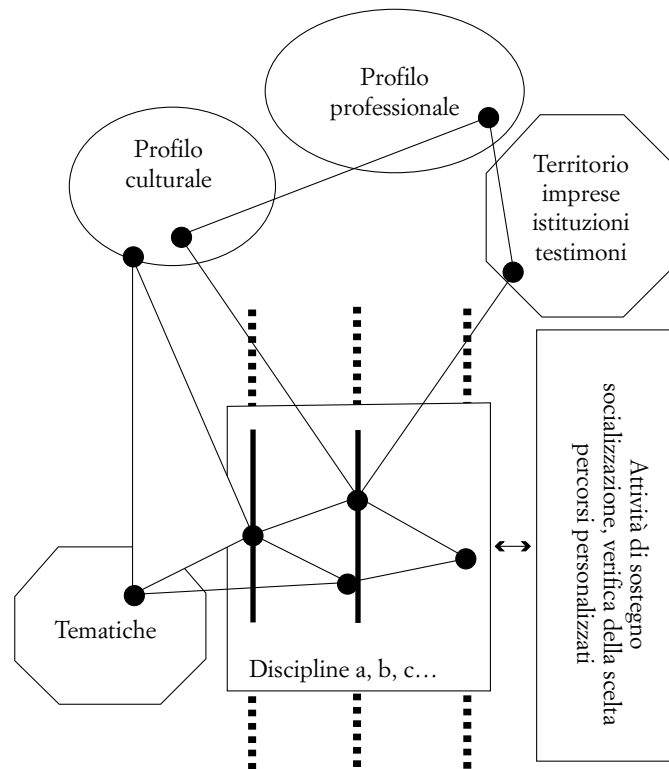 Profilo
professionale
Profilo
culturale
Territorio
imprese
istituzioni
testimoni
Attività di sostegno
socializzazione, verifica della scelta
percorsi personalizzati
Tematiche
Discipline a, b, c…